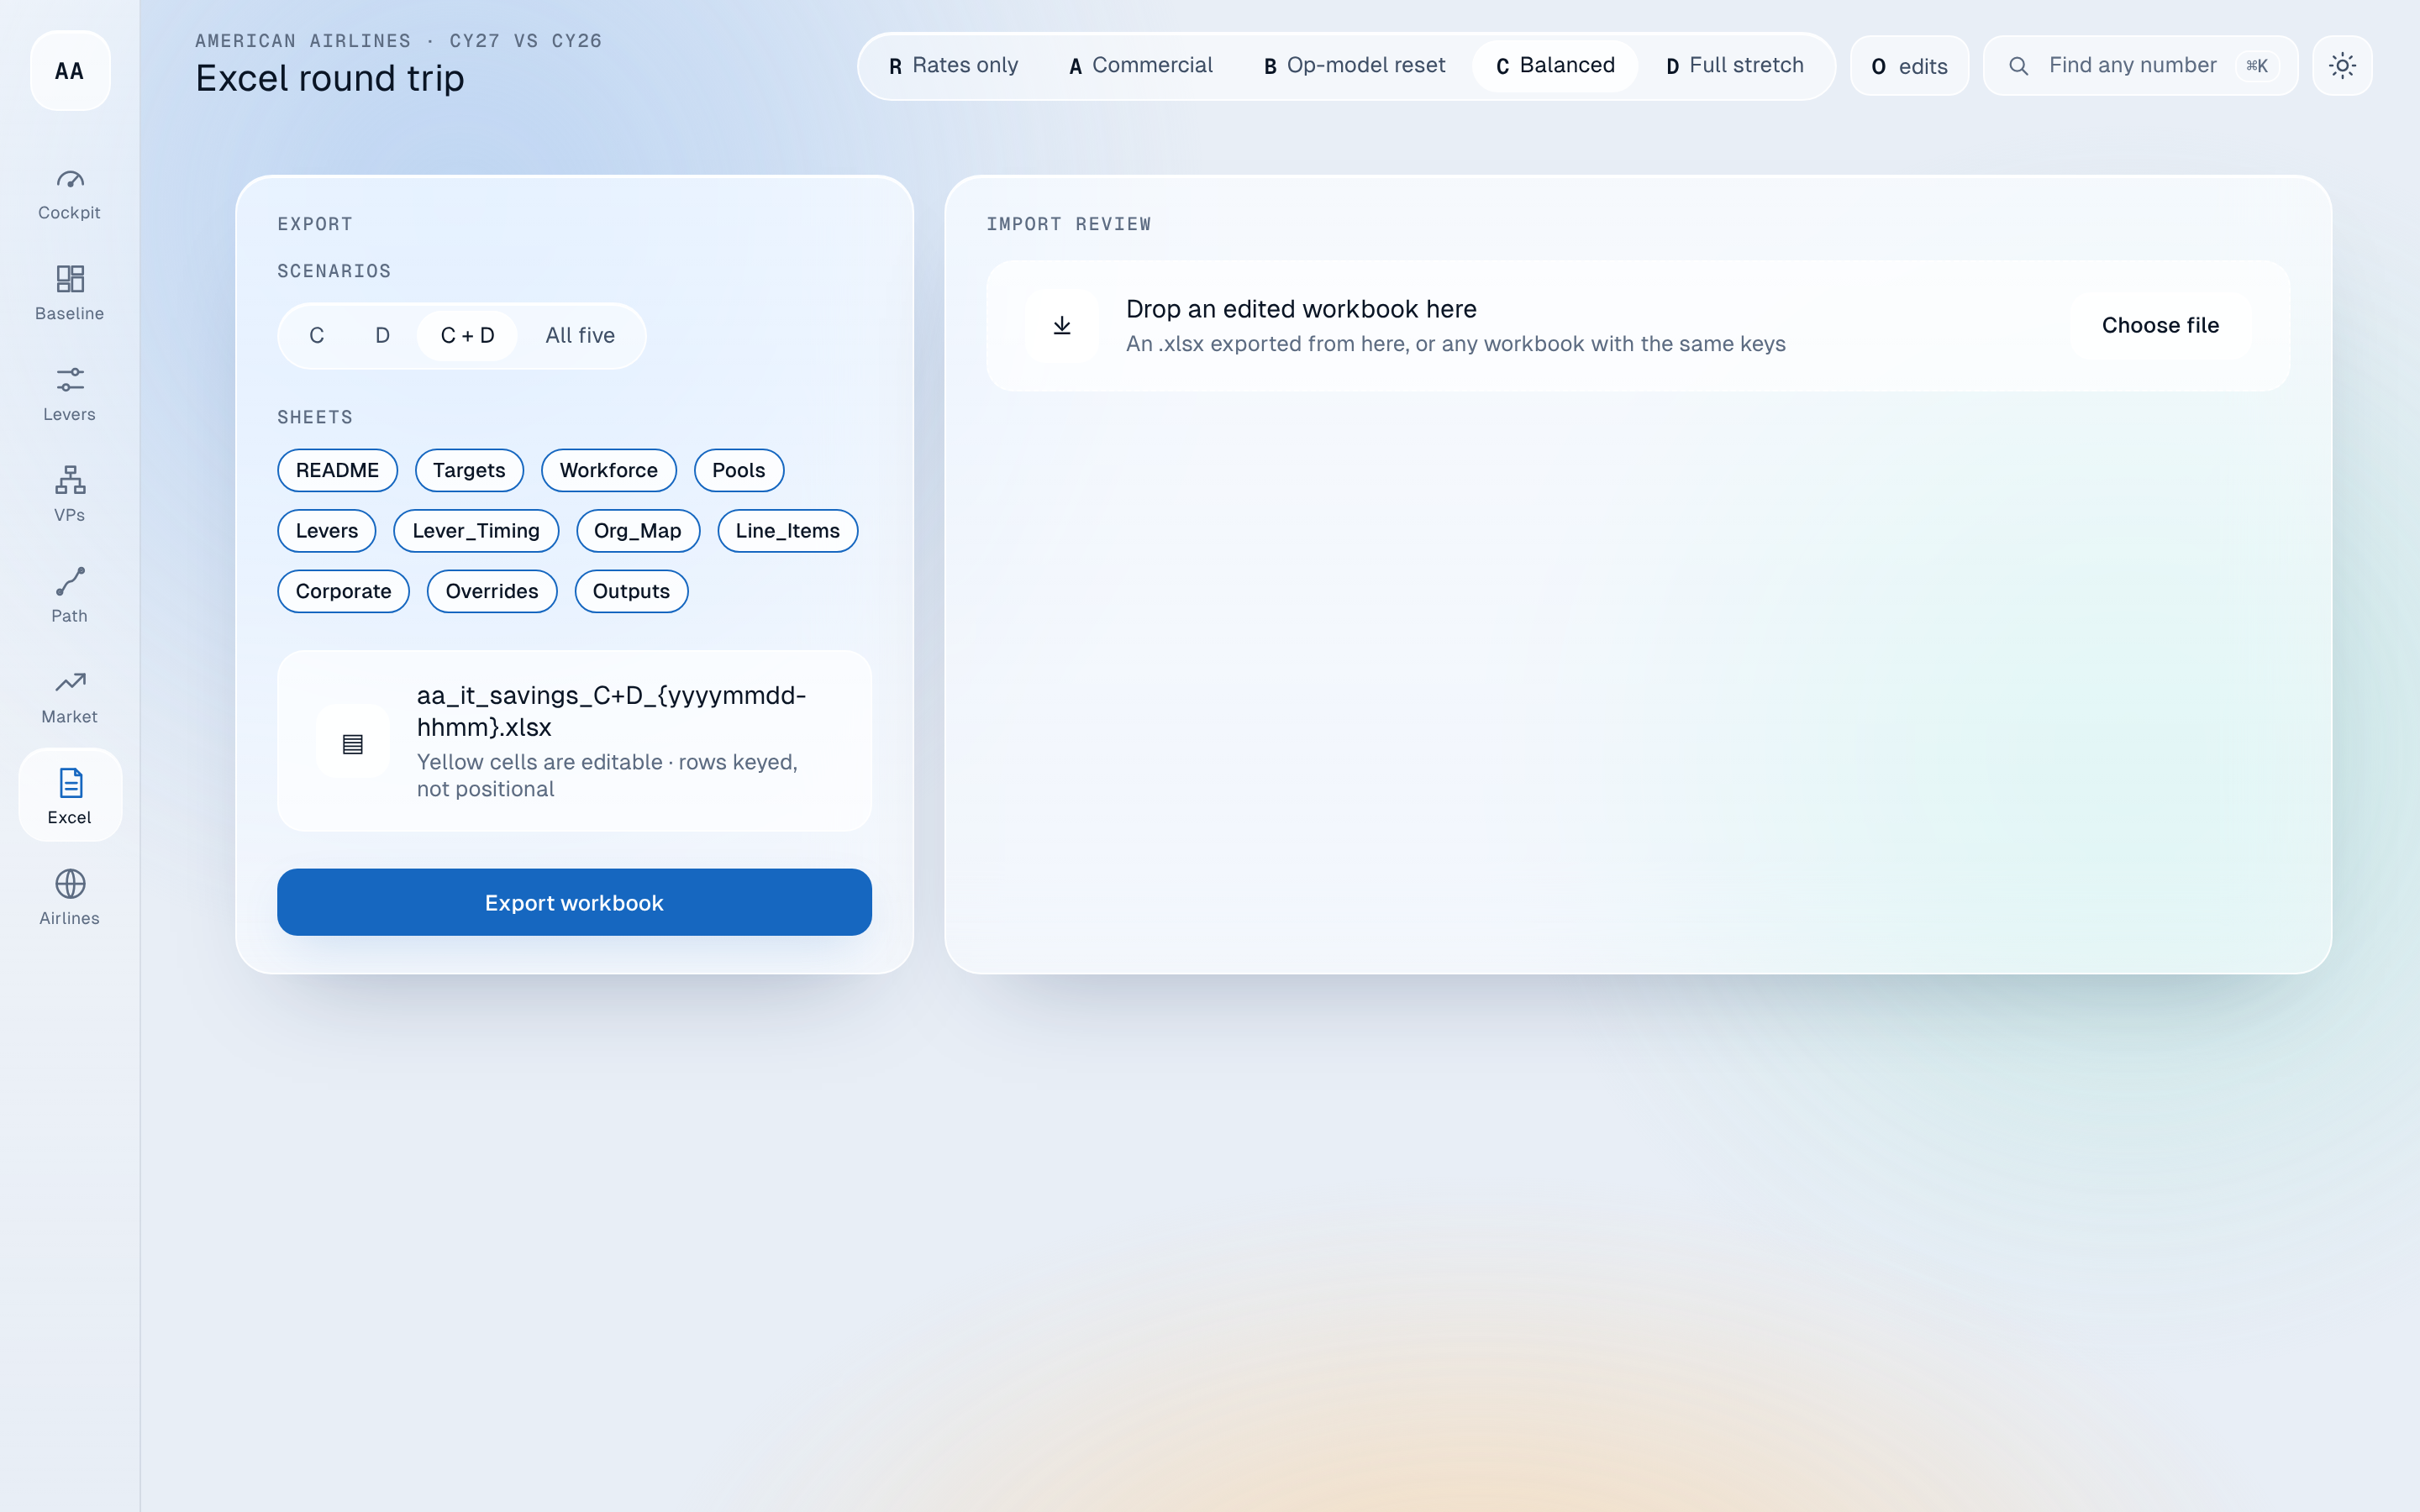 AA
AMERICAN AIRLINES · CY27 VS CY26
Excel round trip
R Rates only
A Commercial
B Op-model reset
C Balanced
D Full stretch
0 edits
Find any number ⌘K
Cockpit
Baseline
Levers
VPs
Path
Market
Excel
Airlines
EXPORT
SCENARIOS
C
D
C + D
All five
SHEETS
README
Targets
Workforce
Pools
Levers
Lever_Timing
Org_Map
Line_Items
Corporate
Overrides
Outputs
aa_it_savings_C+D_{yyyymmdd-
hhmm}.xlsx
Yellow cells are editable · rows keyed,
not positional
Export workbook
IMPORT REVIEW
Drop an edited workbook here
An .xlsx exported from here, or any workbook with the same keys
Choose file